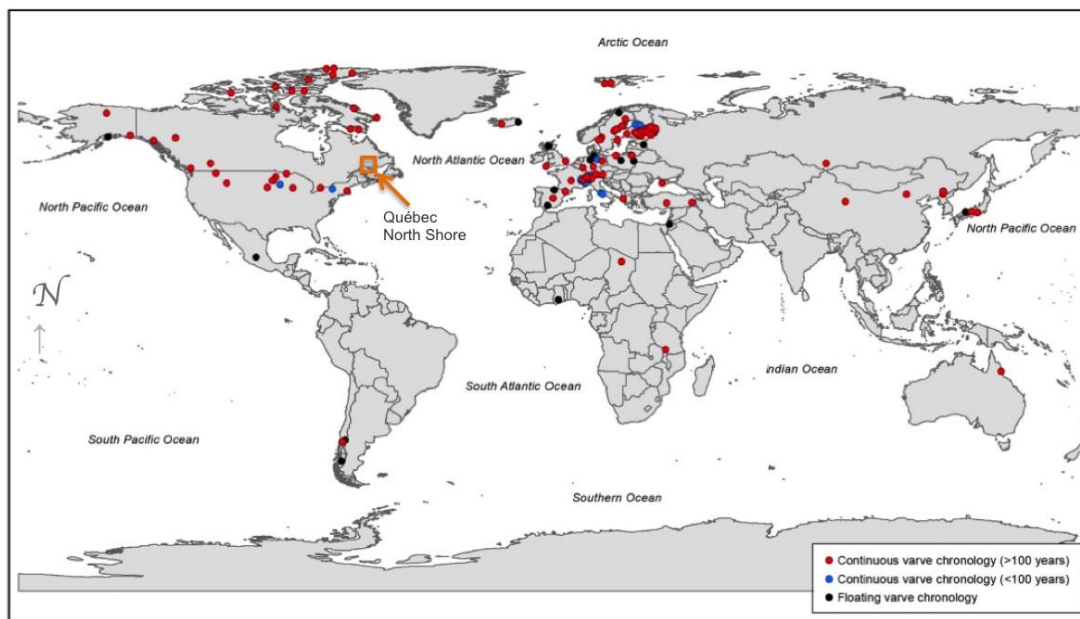 Arctic Ocean
North Atlantic Ocean
North Pacific Ocean
Québec
North Shore
North Pacific Ocean
N
Indian Ocean
South Atlantic Ocean
South Pacific Ocean
Southern Ocean
Continuous varve chronology (>100 years)
Continuous varve chronology (<100 years)
Floating varve chronology